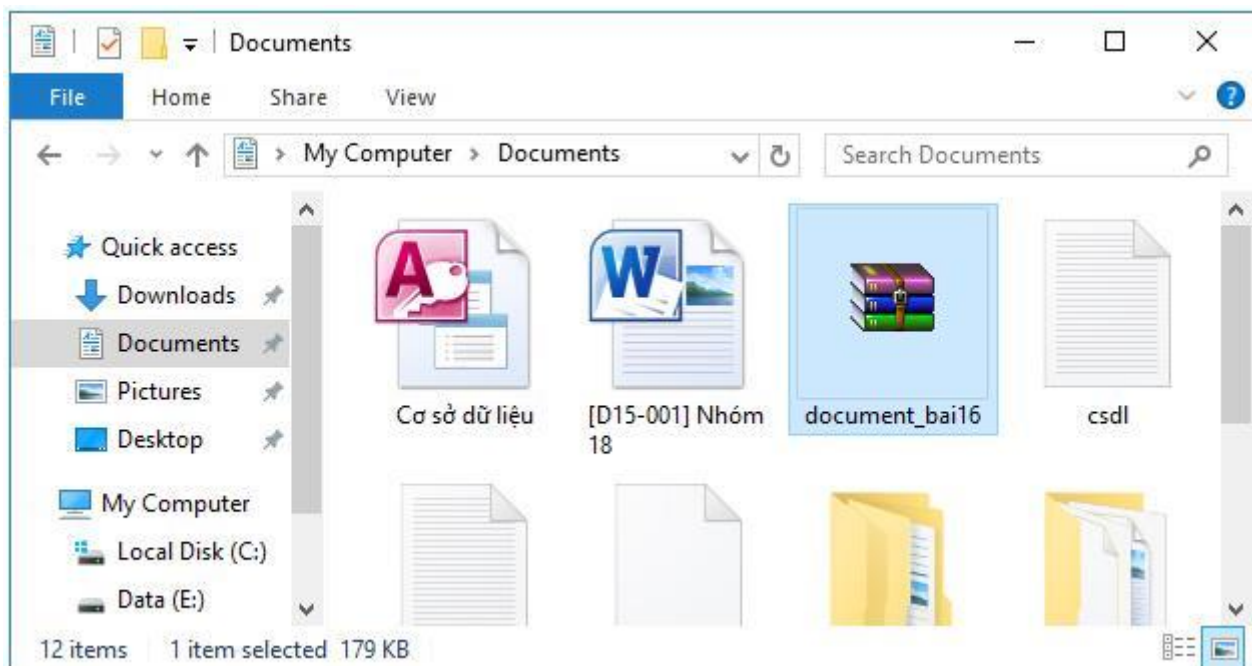 Documents
File Home Share View
My Computer Documents Search Documents
Quick access
Downloads
Documents
Pictures
Desktop
My Computer
Local Disk (C:)
Data (E:)
Cơ sở dữ liệu
[D15-001] Nhóm
18
document_bai16
csdl
12 items 1 item selected 179 KB